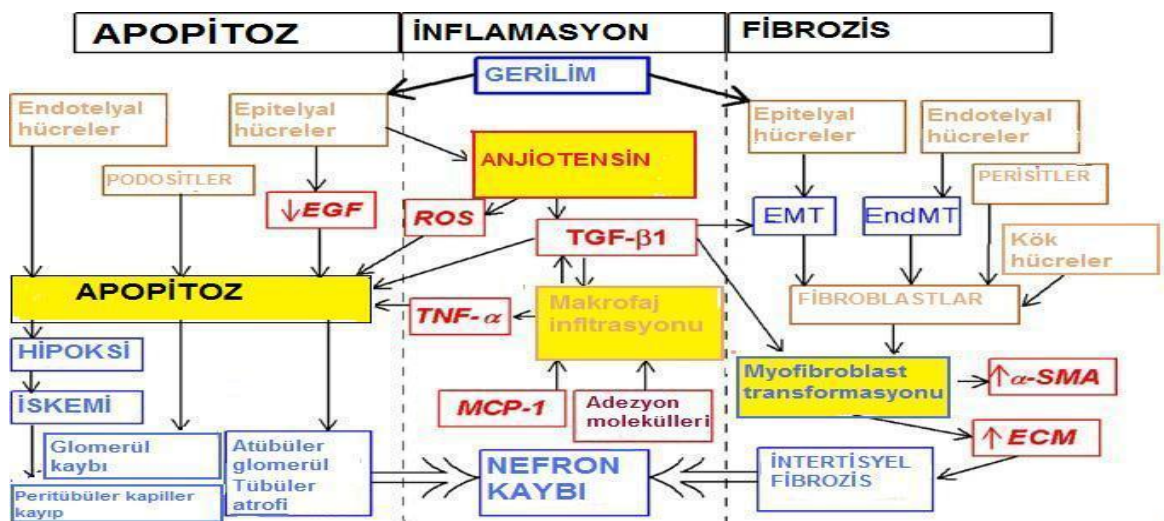 APOPİTOZ
İNFLAMASYON
FİBROZİS
GERİLİM
Endotelyal
hücreler
Epitelyal
hücreler
PODOSİTLER
↓EGF
ANJİOTENSİN
ROS
TGF-β1
Epitelyal
hücreler
Endotelyal
hücreler
PERİSİTLER
EMT
EndMT
Kök
hücreler
APOPİTOZ
TNF-α
Makrofaj
infiltrasyonu
FİBROBLASTLAR
HİPOKSİ
İSKEMİ
MCP-1
Adezyon
molekülleri
Myofibroblast
transformasyonu
↑α-SMA
↑ECM
Glomerül
kaybı
Peritübüler kapiller
kayıp
Atübüler
glomerül
Tübüler
atrofi
NEFRON
KAYBI
İNTERTİSYEL
FİBROZİS